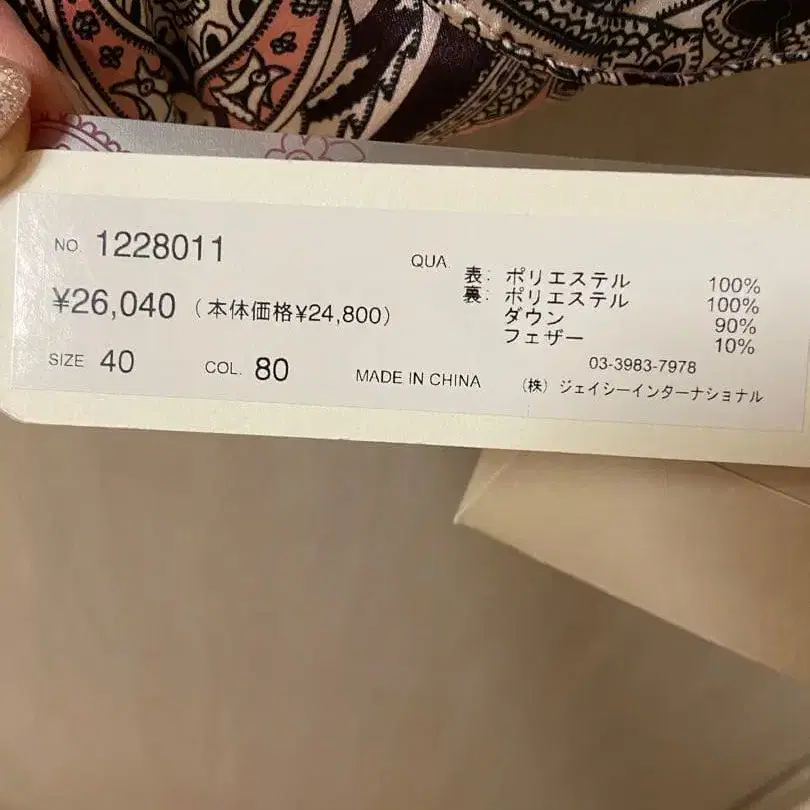 NO. 1228011
¥26,040 (本体価格¥24,800)
SIZE 40 COL. 80 MADE IN CHINA
QUA. 表: ポリエステル 100%
裏: ポリエステル 100%
ダウン 90%
フェザー 10%
03-3983-7978
(株) ジェイシーインターナショナル